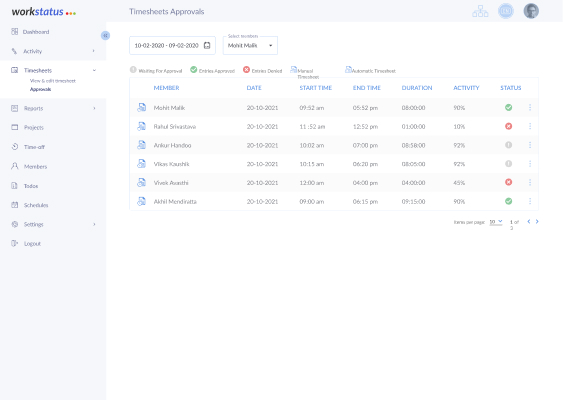 workstatus
Timesheets Approvals
Dashboard
Activity
Timesheets
View & edit timesheet
Approvals
Reports
Projects
Time-off
Members
Todos
Schedules
Settings
Logout
10-02-2020 - 09-02-2020
Select members
Mohit Malik
Waiting For Approval
Entries Approved
Entries Denied
Manual
Timesheet
Automatic Timesheet
MEMBER DATE START TIME END TIME DURATION ACTIVITY STATUS
Mohit Malik 20-10-2021 09:52 am 05:52 pm 08:00:00 90%
Rahul Srivastava 20-10-2021 11 :52 am 12:52 pm 01:00:00 10%
Ankur Handoo 20-10-2021 10:02 am 07:00 pm 08:58:00 92%
Vikas Kaushik 20-10-2021 10:15 am 06:20 pm 08:05:00 92%
Vivek Avasthi 20-10-2021 12:00 am 04:00 pm 04:00:00 45%
Akhil Mendiratta 20-10-2021 09:00 am 06:15 pm 09:15:00 90%
Items per page 10 1 of
3